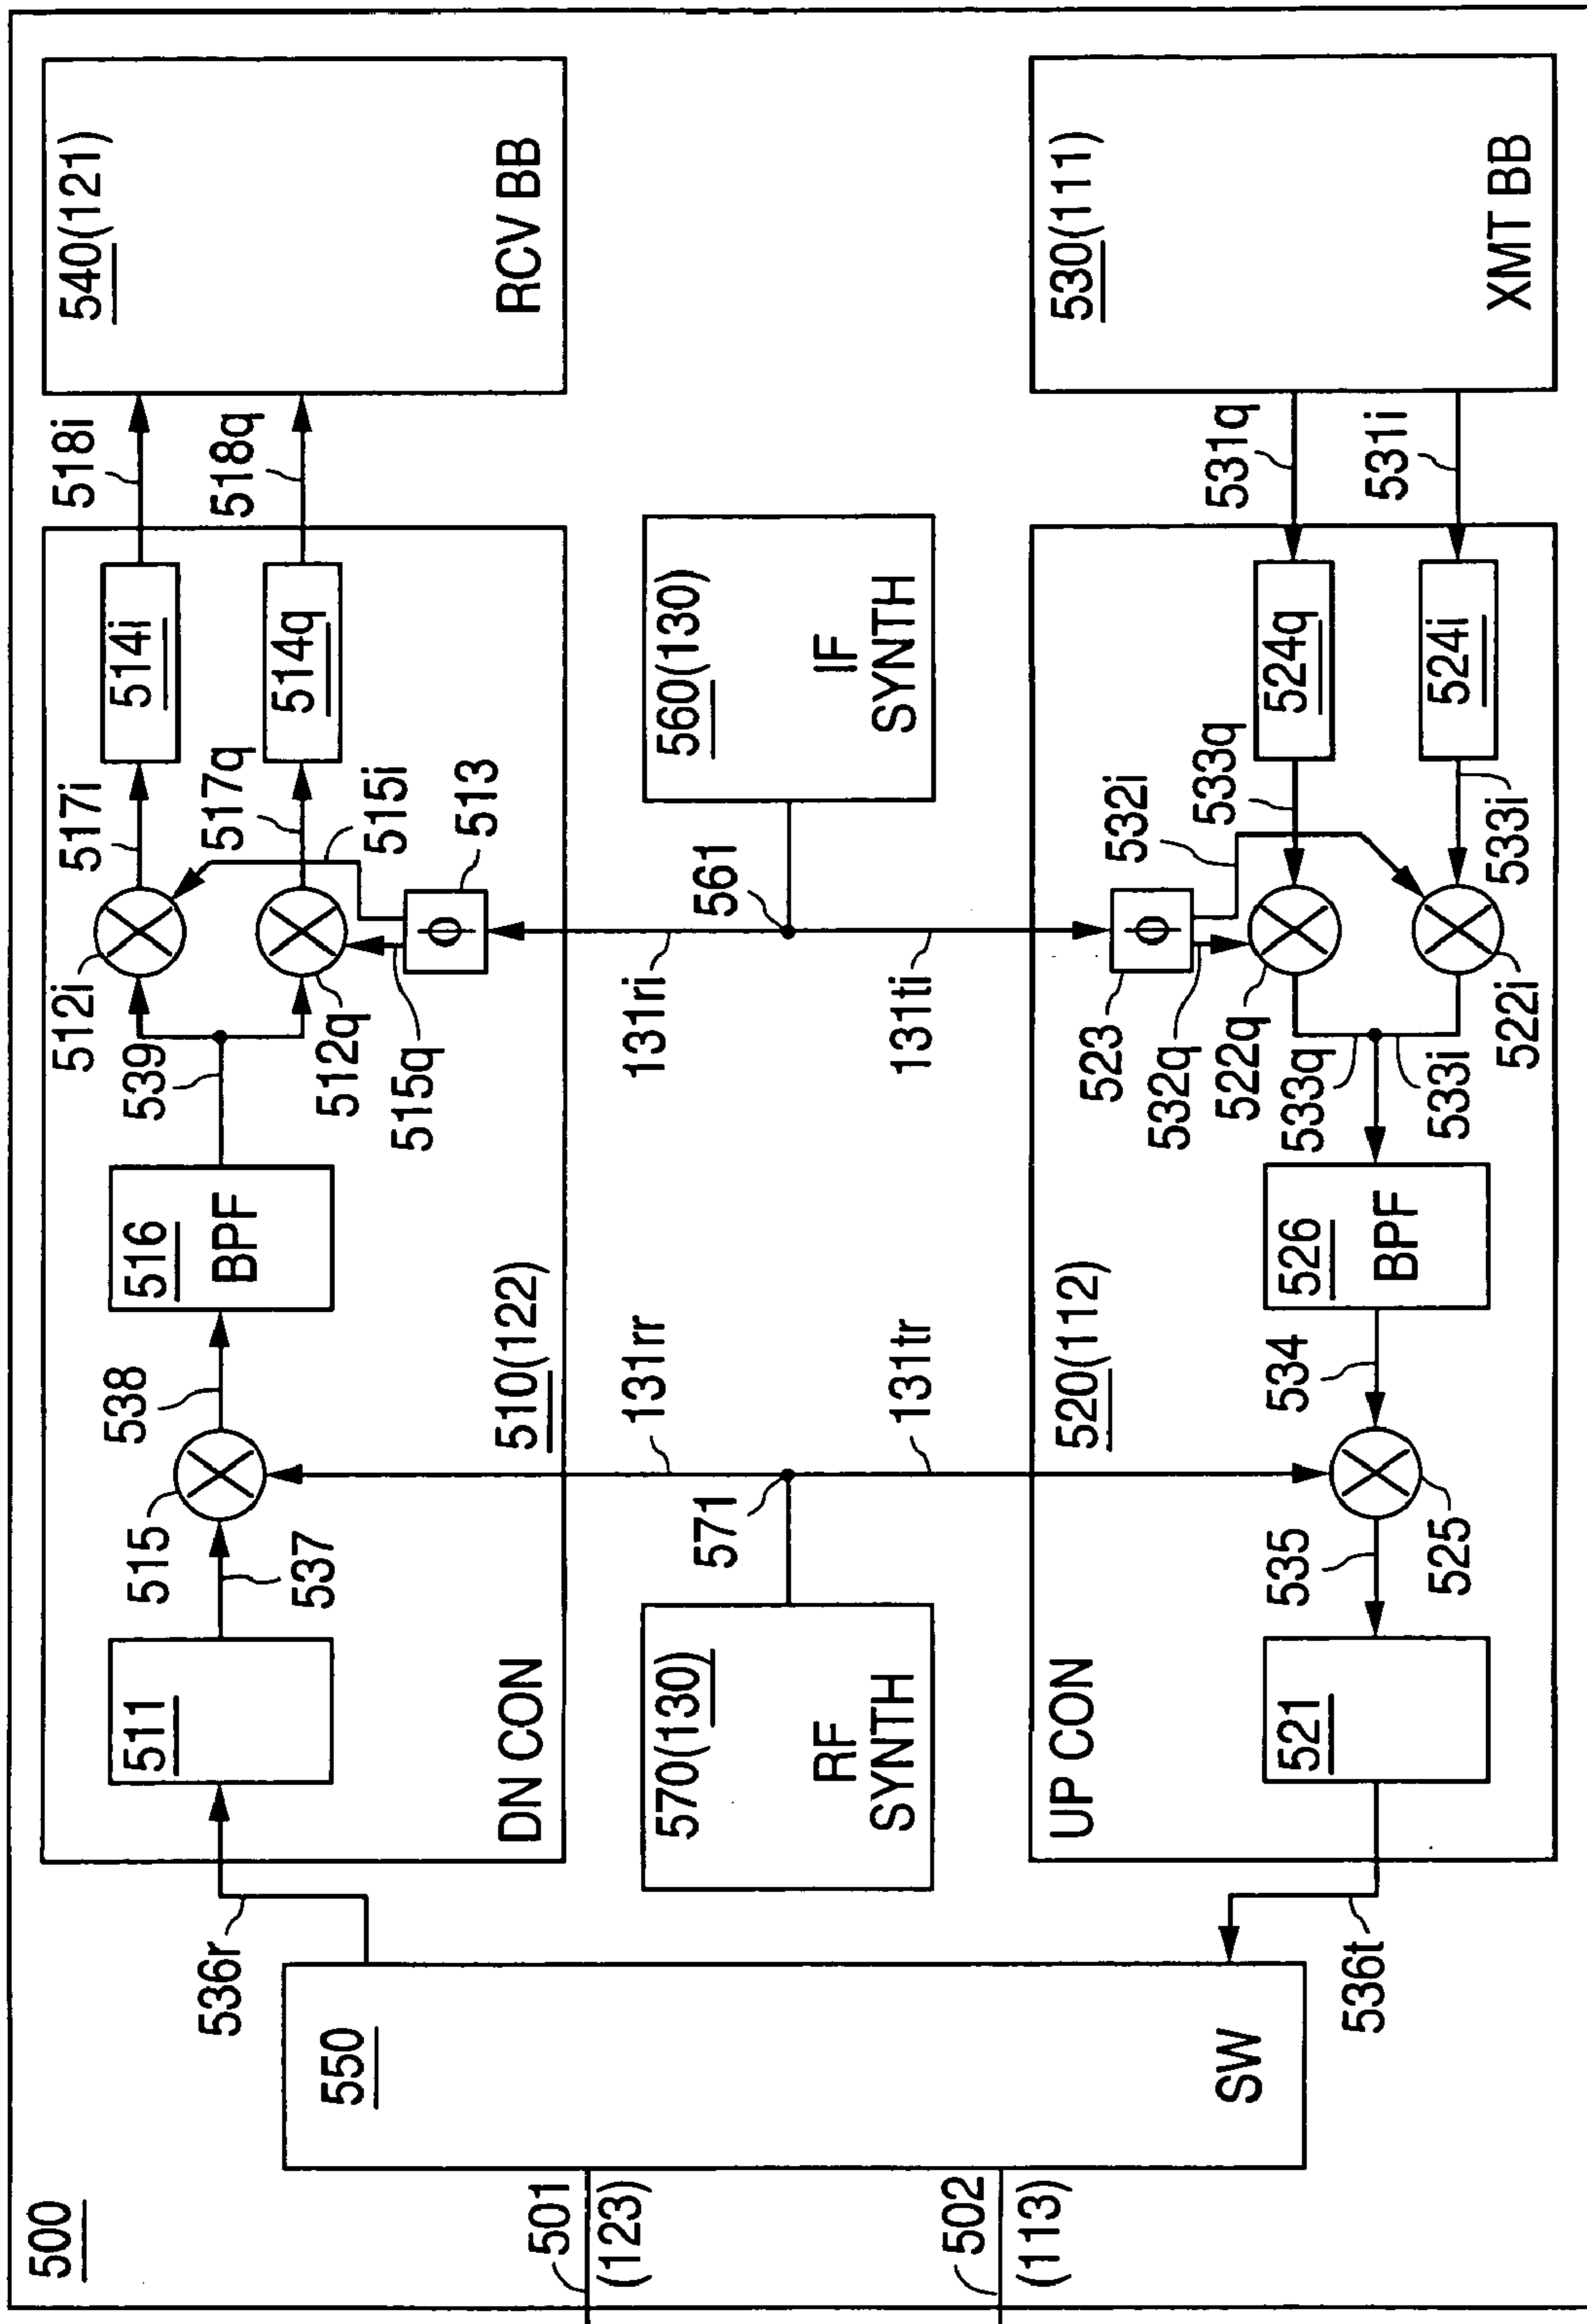 500
550
SW
501
(123)
502
(113)
536r
536t
511
537
515
538
516
BPF
539
512i
512q
515q
517i
517q
515i
513
514i
514q
518i
518q
540(121)
RCV BB
DN CON
510(122)
131rr
131ri
570(130)
RF
SYNTH
571
561
560(130)
IF
SYNTH
131tr
131ti
UP CON
520(112)
521
535
525
534
526
BPF
523
532q
522q
533q
533i
522i
532i
533q
533i
524q
524i
531q
531i
530(111)
XMT BB